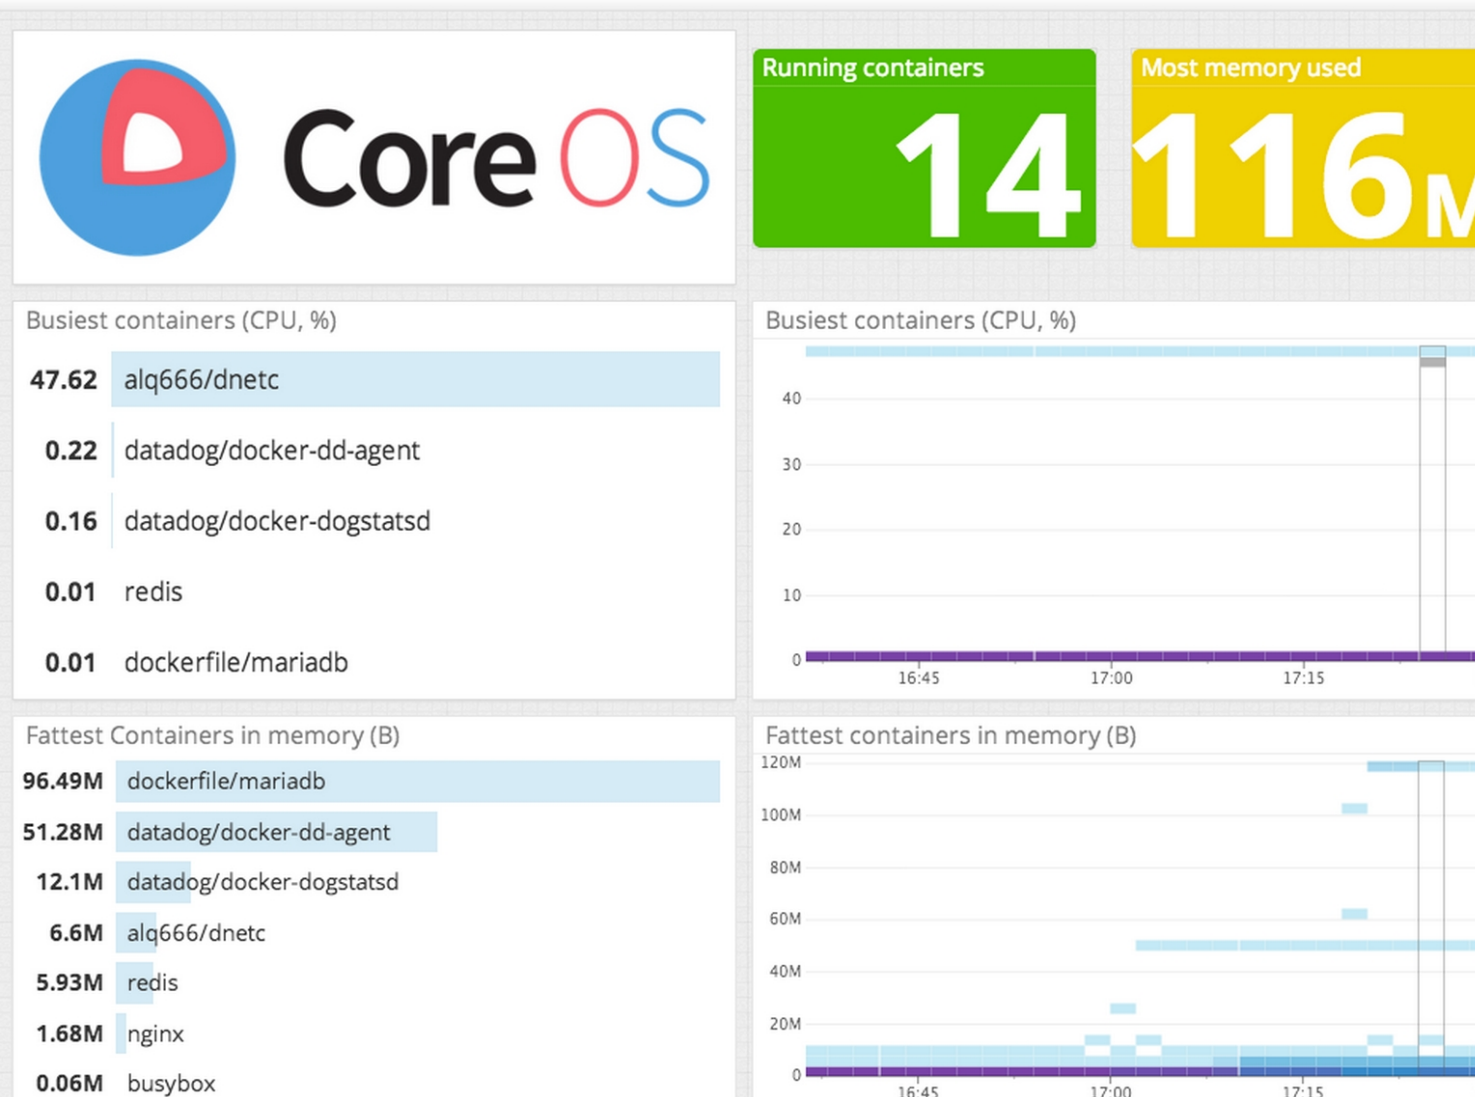 Core OS
Running containers
14
Most memory used
116M
Busiest containers (CPU, %)
47.62 alq666/dnetc
0.22 datadog/docker-dd-agent
0.16 datadog/docker-dogstatsd
0.01 redis
0.01 dockerfile/mariadb
Busiest containers (CPU, %)
40
30
20
10
0
16:45 17:00 17:15
Fattest Containers in memory (B)
96.49M dockerfile/mariadb
51.28M datadog/docker-dd-agent
12.1M datadog/docker-dogstatsd
6.6M alq666/dnetc
5.93M redis
1.68M nginx
0.06M busybox
Fattest containers in memory (B)
120M
100M
80M
60M
40M
20M
0
16:45 17:00 17:15